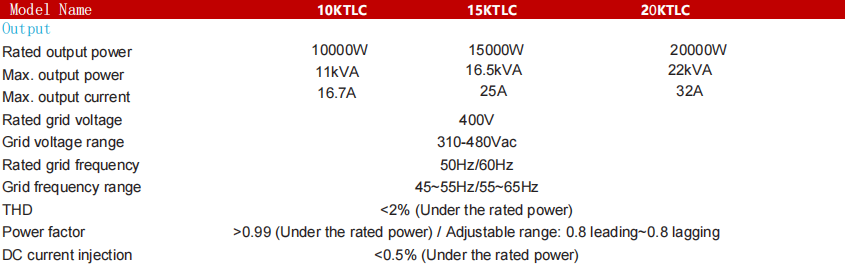 Model Name 10KTLC 15KTLC 20KTLC
Output
Rated output power 10000W 15000W 20000W
Max. output power 11kVA 16.5kVA 22kVA
Max. output current 16.7A 25A 32A
Rated grid voltage 400V
Grid voltage range 310-480Vac
Rated grid frequency 50Hz/60Hz
Grid frequency range 45~55Hz/55~65Hz
THD <2% (Under the rated power)
Power factor >0.99 (Under the rated power) / Adjustable range: 0.8 leading~0.8 lagging
DC current injection <0.5% (Under the rated power)